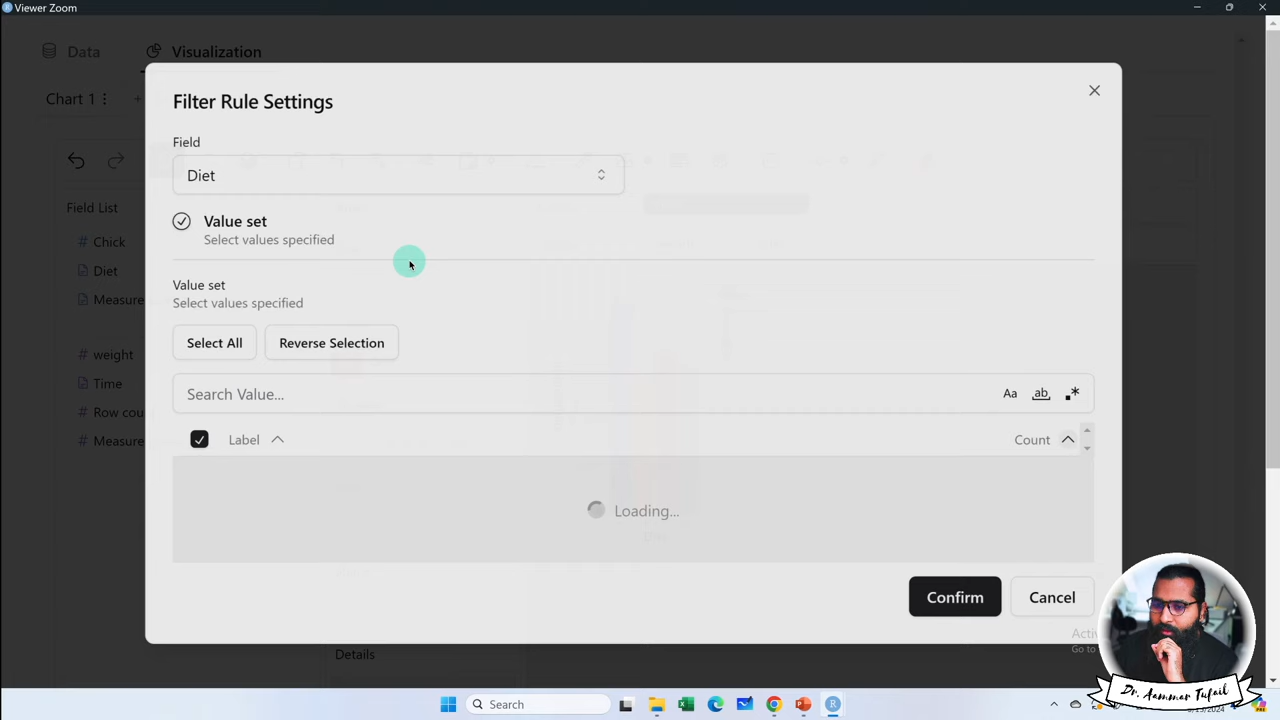 Viewer Zoom
Data
Visualization
Chart 1
Filter Rule Settings
Field
Diet
Value set
Select values specified
Value set
Select values specified
Select All
Reverse Selection
Search Value...
Aa
ab
Label
Count
Loading...
Confirm
Cancel
Field List
Chick
Diet
Measure
weight
Time
Row cou
Measure
Details
Activ
Go to
Search
Dr. Aammar Tufail